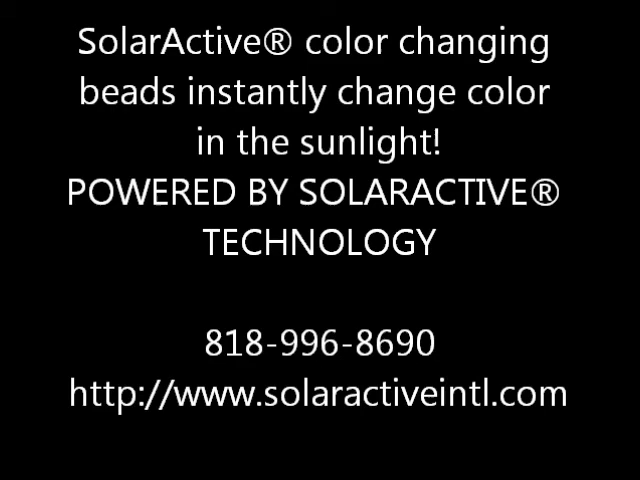 SolarActive® color changing
beads instantly change color
in the sunlight!
POWERED BY SOLARACTIVE®
TECHNOLOGY
818-996-8690
http://www.solaractiveintl.com